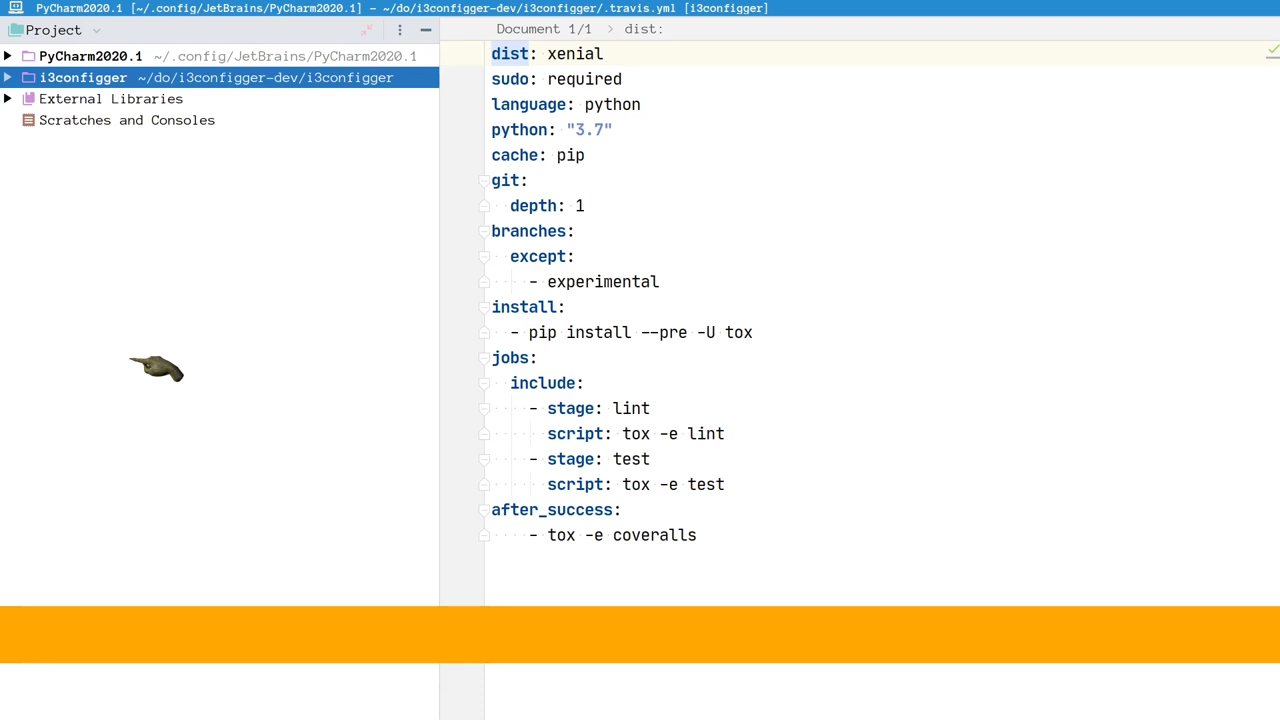 PyCharm2020.1 [~/.config/JetBrains/PyCharm2020.1] - ~/do/i3configger-dev/i3configger/.travis.yml [i3configger]
Project
Document 1/1 > dist:
PyCharm2020.1 ~/.config/JetBrains/PyCharm2020.1
i3configger ~/do/i3configger-dev/i3configger
External Libraries
Scratches and Consoles
dist: xenial
sudo: required
language: python
python: "3.7"
cache: pip
git:
  depth: 1
branches:
  except:
    - experimental
install:
  - pip install --pre -U tox
jobs:
  include:
    - stage: lint
      script: tox -e lint
    - stage: test
      script: tox -e test
after_success:
    - tox -e coveralls